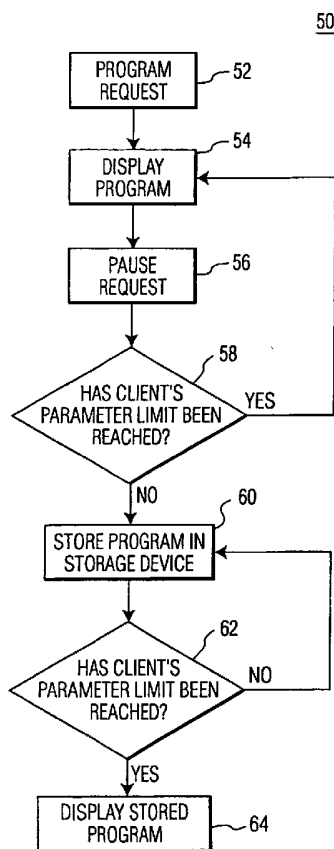 50
PROGRAM
REQUEST
52
DISPLAY
PROGRAM
54
PAUSE
REQUEST
56
HAS CLIENT'S
PARAMETER LIMIT BEEN
REACHED?
58
YES
NO
STORE PROGRAM IN
STORAGE DEVICE
60
HAS CLIENT'S
PARAMETER LIMIT BEEN
REACHED?
62
NO
YES
DISPLAY STORED
PROGRAM
64